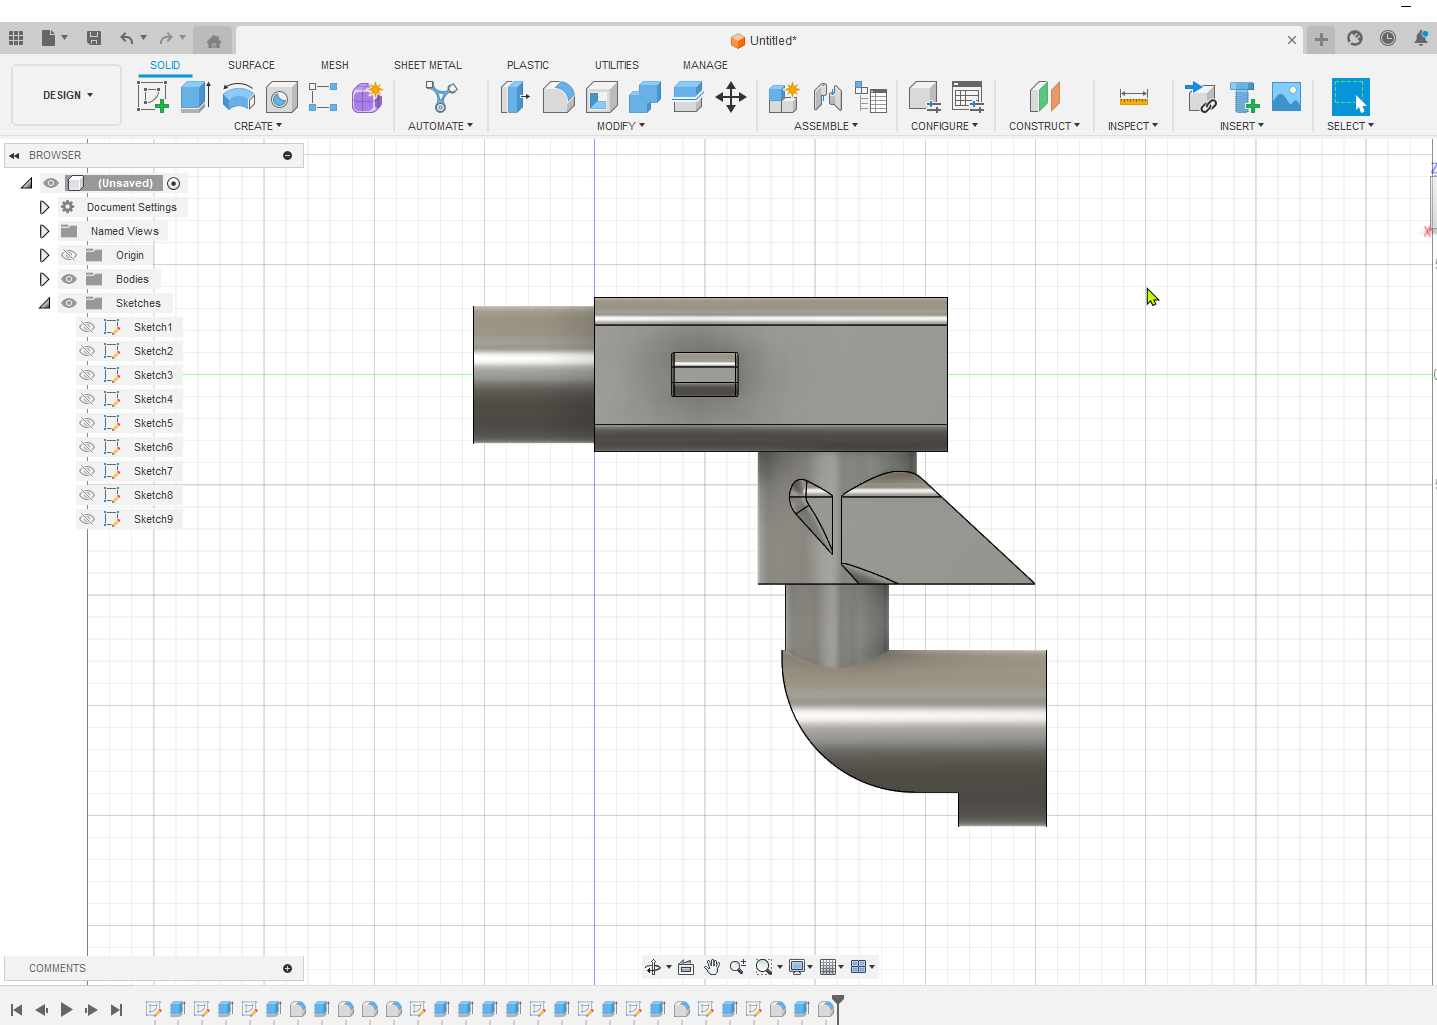 Untitled*
SOLID SURFACE MESH SHEET METAL PLASTIC UTILITIES MANAGE
DESIGN
CREATE AUTOMATE MODIFY ASSEMBLE CONFIGURE CONSTRUCT INSPECT INSERT SELECT
BROWSER
(Unsaved)
Document Settings
Named Views
Origin
Bodies
Sketches
Sketch1
Sketch2
Sketch3
Sketch4
Sketch5
Sketch6
Sketch7
Sketch8
Sketch9
Z
X
COMMENTS